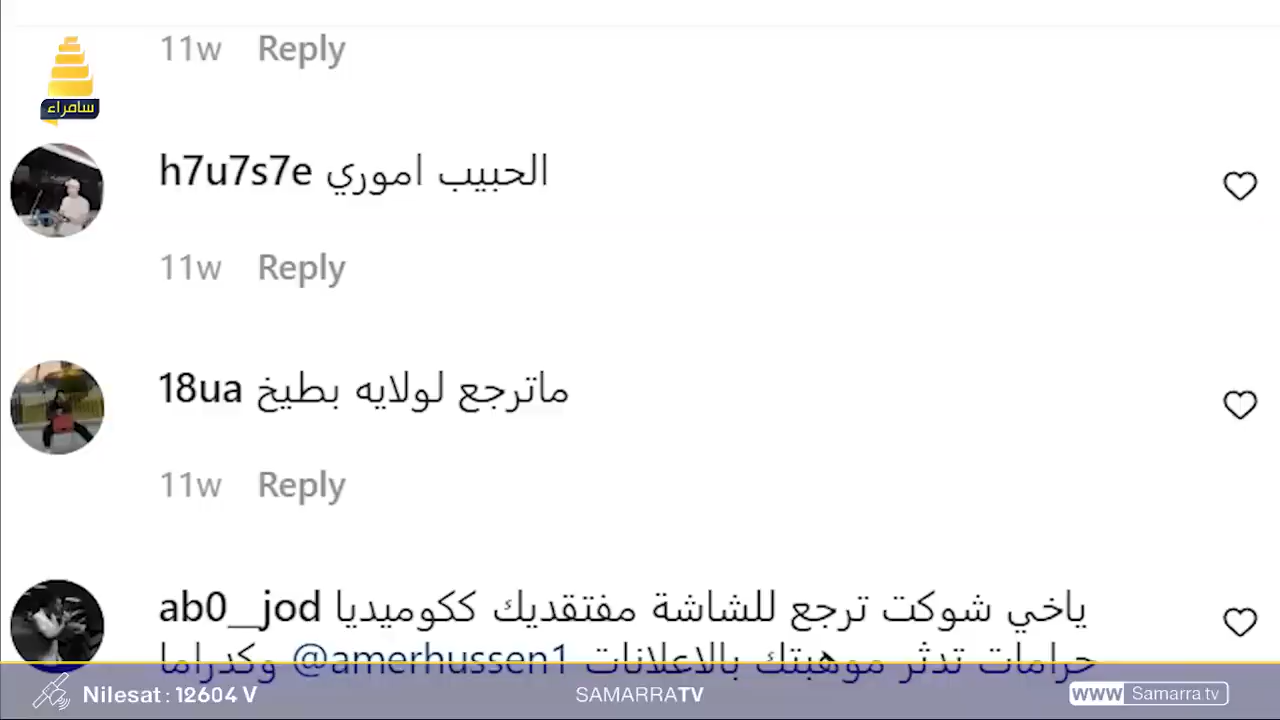 11w Reply
سامراء
h7u7s7e الحبيب اموري
11w Reply
18ua ماترجع لولايه بطيخ
11w Reply
ab0__jod ياخي شوكت ترجع للشاشة مفتقديك ككوميديا
وكدراما @amerhussen1 حرامات تدثر موهبتك بالاعلانات
Nilesat : 12604 V SAMARRATV www Samarra tv